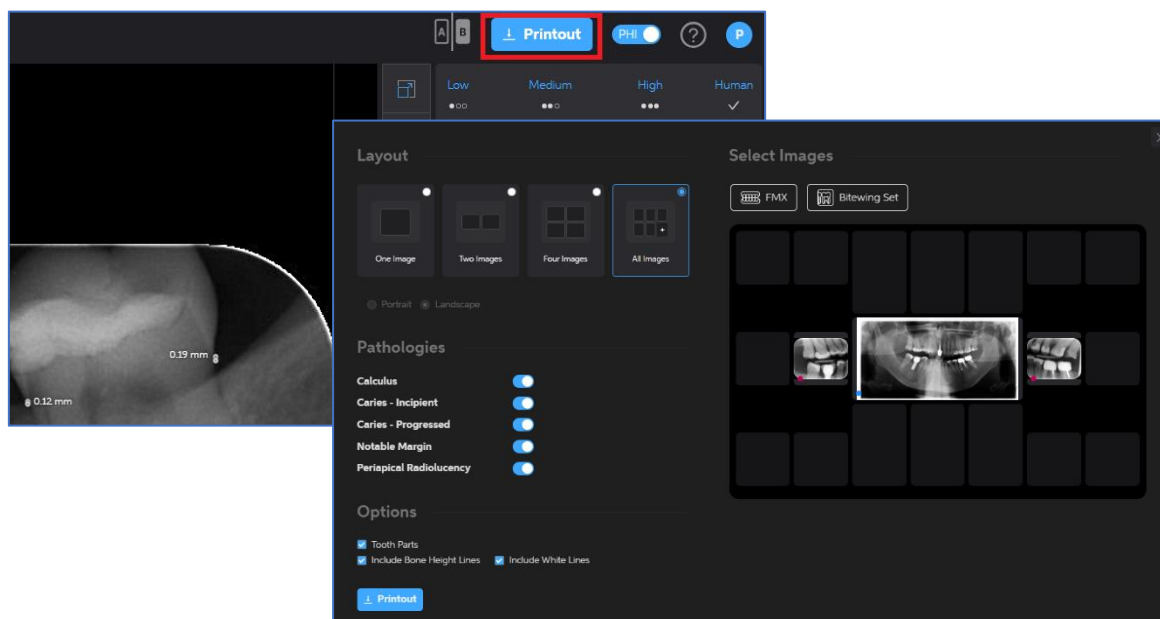 A B Printout PHI ? P
Low Medium High Human
0.19 mm
0.12 mm
Layout
One Image Two Images Four Images All Images
Portrait Landscape
Pathologies
Calculus
Caries - Incipient
Caries - Progressed
Notable Margin
Periapical Radiolucency
Options
Tooth Parts
Include Bone Height Lines Include White Lines
Printout
Select Images
FMX Bitewing Set